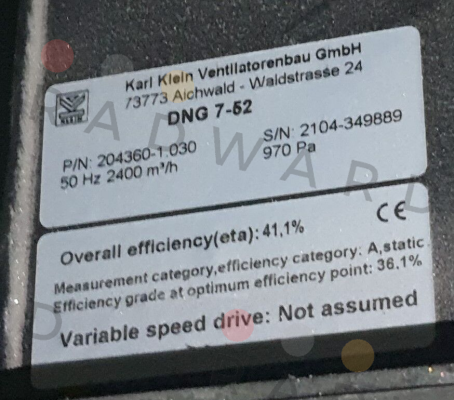 Karl Klein Ventilatorenbau GmbH
73773 Aichwald - Waldstrasse 24
KLEIN
DNG 7-52
P/N: 204360-1.030
S/N: 2104-349889
50 Hz 2400 m³/h
970 Pa
CE
Overall efficiency(eta): 41,1%
Measurement category,efficiency category: A,static
Efficiency grade at optimum efficiency point: 36.1%
Variable speed drive: Not assumed
RADWARD